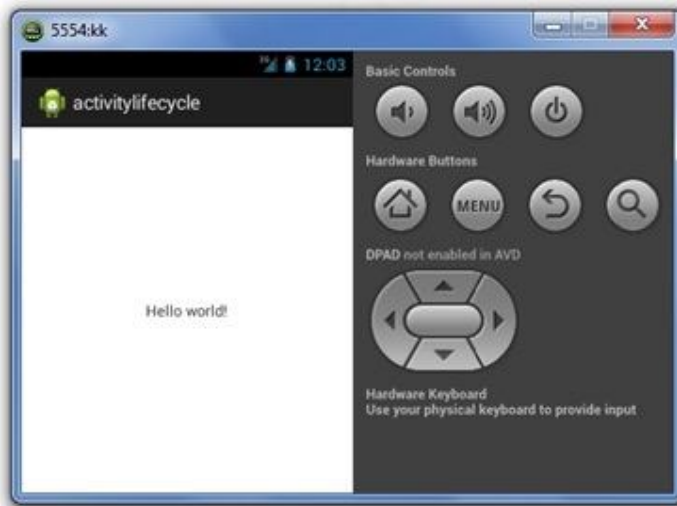 5554:kk
3G 12:03
activitylifecycle
Hello world!
Basic Controls
Hardware Buttons
MENU
DPAD not enabled in AVD
Hardware Keyboard
Use your physical keyboard to provide input